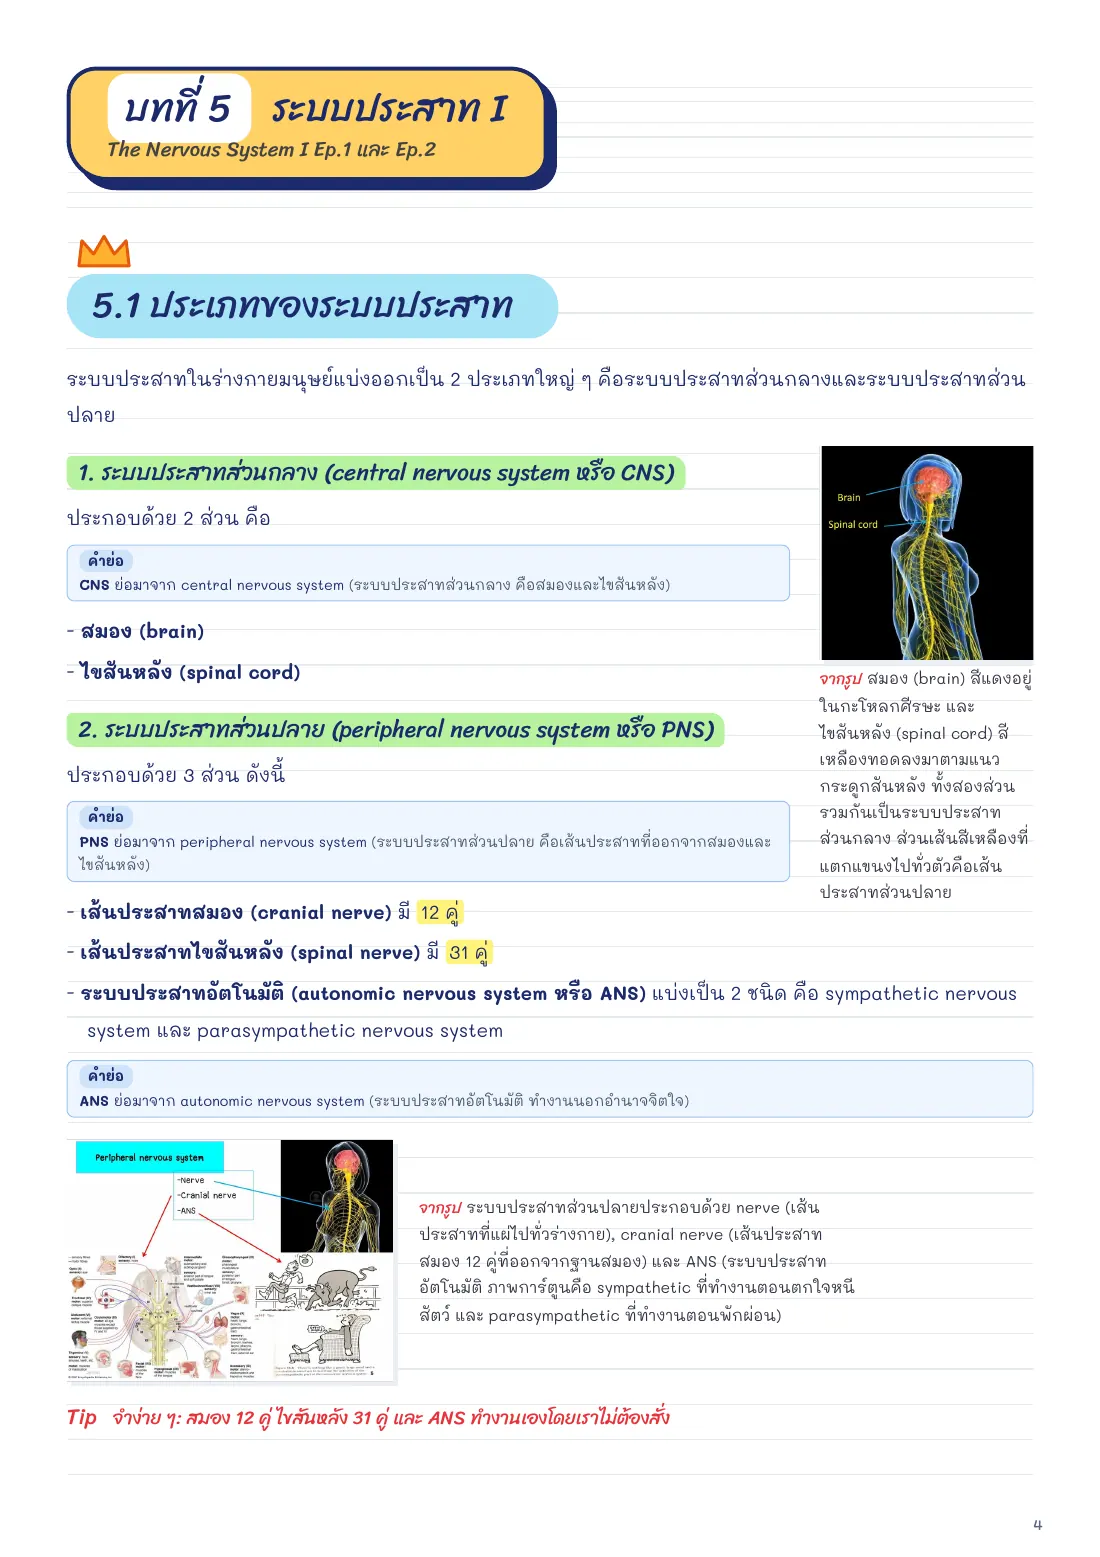 บทที่ 5 ระบบประสาท I
The Nervous System I Ep.1 และ Ep.2
5.1 ประเภทของระบบประสาท
ระบบประสาทในร่างกายมนุษย์แบ่งออกเป็น 2 ประเภทใหญ่ ๆ คือระบบประสาทส่วนกลางและระบบประสาทส่วน
ปลาย
1. ระบบประสาทส่วนกลาง (central nervous system หรือ CNS)
ประกอบด้วย 2 ส่วน คือ
คำย่อ
CNS ย่อมาจาก central nervous system (ระบบประสาทส่วนกลาง คือสมองและไขสันหลัง)
- สมอง (brain)
- ไขสันหลัง (spinal cord)
Brain
Spinal cord
จากรูป สมอง (brain) สีแดงอยู่
ในกะโหลกศีรษะ และ
ไขสันหลัง (spinal cord) สี
เหลืองทอดลงมาตามแนว
กระดูกสันหลัง ทั้งสองส่วน
รวมกันเป็นระบบประสาท
ส่วนกลาง ส่วนเส้นสีเหลืองที่
แตกแขนงไปทั่วตัวคือเส้น
ประสาทส่วนปลาย
2. ระบบประสาทส่วนปลาย (peripheral nervous system หรือ PNS)
ประกอบด้วย 3 ส่วน ดังนี้
คำย่อ
PNS ย่อมาจาก peripheral nervous system (ระบบประสาทส่วนปลาย คือเส้นประสาทที่ออกจากสมองและ
ไขสันหลัง)
- เส้นประสาทสมอง (cranial nerve) มี 12 คู่
- เส้นประสาทไขสันหลัง (spinal nerve) มี 31 คู่
- ระบบประสาทอัตโนมัติ (autonomic nervous system หรือ ANS) แบ่งเป็น 2 ชนิด คือ sympathetic nervous
system และ parasympathetic nervous system
คำย่อ
ANS ย่อมาจาก autonomic nervous system (ระบบประสาทอัตโนมัติ ทำงานนอกอำนาจจิตใจ)
Peripheral nervous system
-Nerve
-Cranial nerve
-ANS
จากรูป ระบบประสาทส่วนปลายประกอบด้วย nerve (เส้น
ประสาทที่แผ่ไปทั่วร่างกาย), cranial nerve (เส้นประสาท
สมอง 12 คู่ที่ออกจากฐานสมอง) และ ANS (ระบบประสาท
อัตโนมัติ ภาพการ์ตูนคือ sympathetic ที่ทำงานตอนตกใจหนี
สัตว์ และ parasympathetic ที่ทำงานตอนพักผ่อน)
Tip จำง่าย ๆ: สมอง 12 คู่ ไขสันหลัง 31 คู่ และ ANS ทำงานเองโดยเราไม่ต้องสั่ง
4